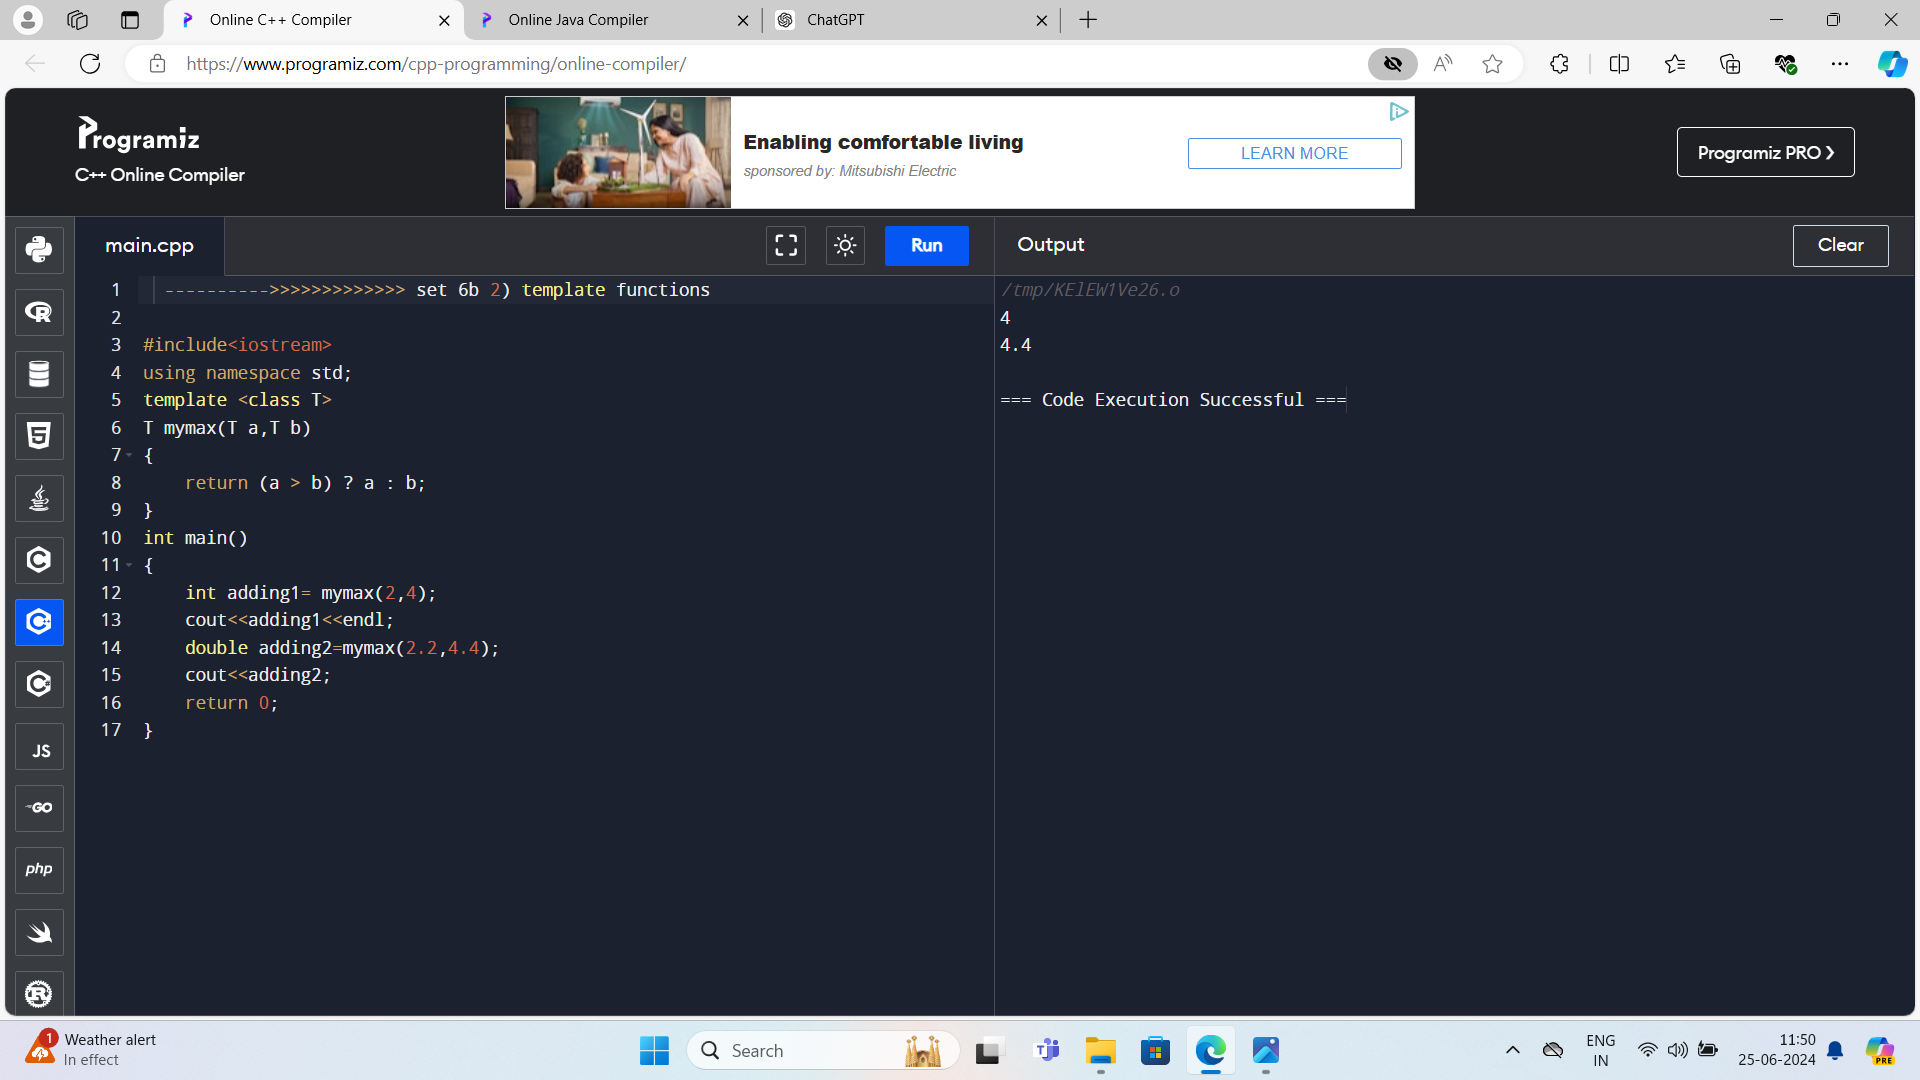 Online C++ Compiler
Online Java Compiler
ChatGPT
https://www.programiz.com/cpp-programming/online-compiler/
Programiz
C++ Online Compiler
Enabling comfortable living
sponsored by: Mitsubishi Electric
LEARN MORE
Programiz PRO ❯
main.cpp
Run
Output
Clear
1 ---------->>>>>>>>>>>>> set 6b 2) template functions
2
3 #include<iostream>
4 using namespace std;
5 template <class T>
6 T mymax(T a,T b)
7 {
8 return (a > b) ? a : b;
9 }
10 int main()
11 {
12 int adding1= mymax(2,4);
13 cout<<adding1<<endl;
14 double adding2=mymax(2.2,4.4);
15 cout<<adding2;
16 return 0;
17 }
/tmp/KElEW1Ve26.o
4
4.4
=== Code Execution Successful ===
R
5
C
C+
C#
JS
GO
php
R
1
Weather alert
In effect
Search
ENG
IN
11:50
25-06-2024
PRE